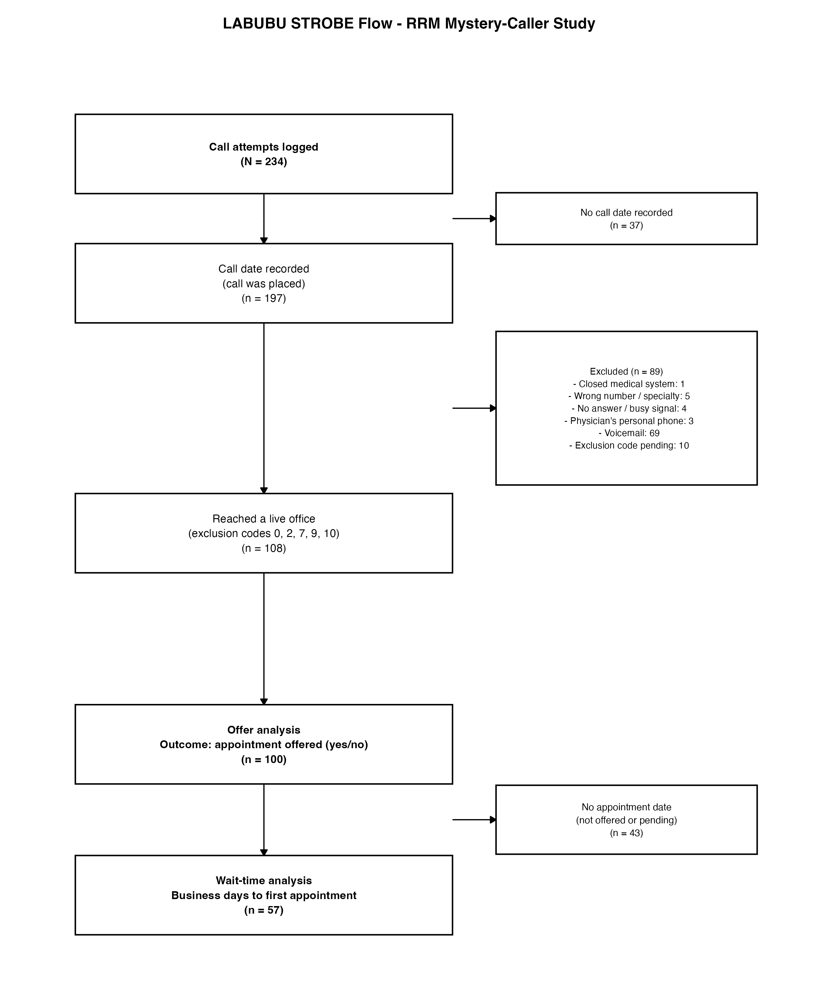 LABUBU STROBE Flow - RRM Mystery-Caller Study
Call attempts logged
(N = 234)
No call date recorded
(n = 37)
Call date recorded
(call was placed)
(n = 197)
Excluded (n = 89)
- Closed medical system: 1
- Wrong number / specialty: 5
- No answer / busy signal: 4
- Physician's personal phone: 3
- Voicemail: 69
- Exclusion code pending: 10
Reached a live office
(exclusion codes 0, 2, 7, 9, 10)
(n = 108)
Offer analysis
Outcome: appointment offered (yes/no)
(n = 100)
No appointment date
(not offered or pending)
(n = 43)
Wait-time analysis
Business days to first appointment
(n = 57)